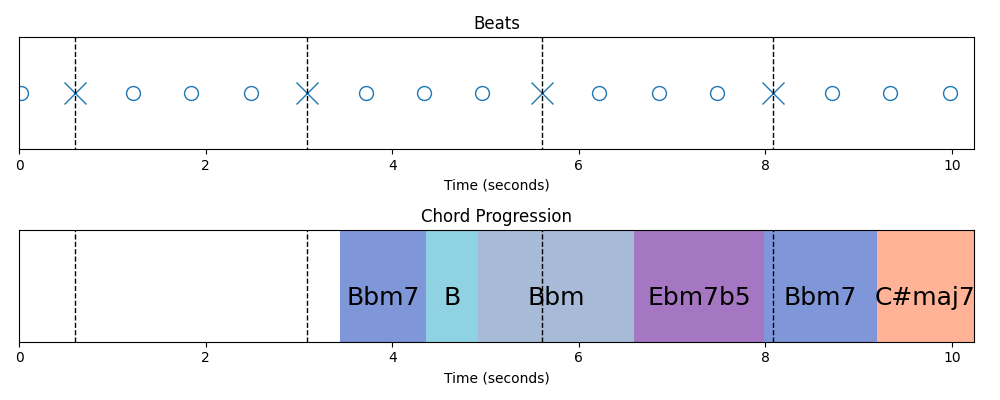 Beats
0 2 4 6 8 10
Time (seconds)
Chord Progression
Bbm7 B Bbm Ebm7b5 Bbm7 C#maj7
0 2 4 6 8 10
Time (seconds)